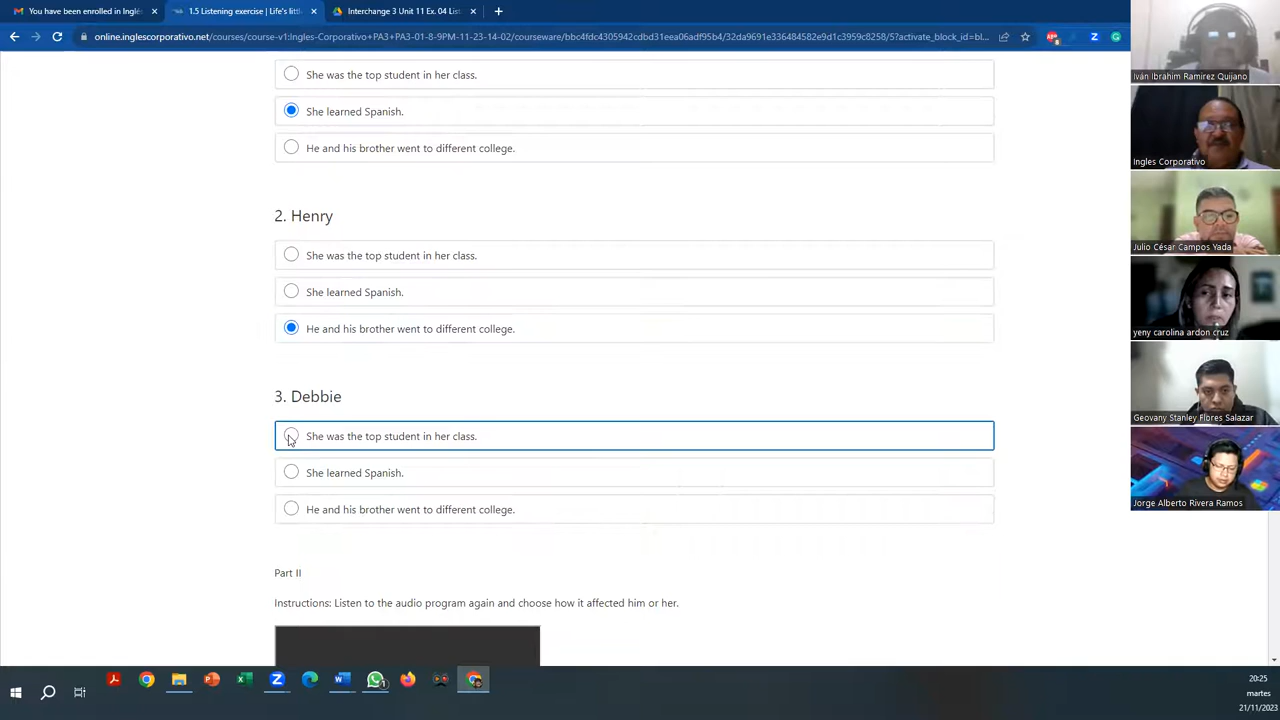 You have been enrolled in Inglé
1.5 Listening exercise | Life's littl
Interchange 3 Unit 11 Ex. 04 List
online.inglescorporativo.net/courses/course-v1:Ingles-Corporativo+PA3+PA3-01-8-9PM-11-23-14-02/courseware/bbc4fdc4305942cdbd31eea06adf95b4/32da9691e336484582e9d1c3959c8258/5?activate_block_id=bl...
She was the top student in her class.
She learned Spanish.
He and his brother went to different college.
2. Henry
She was the top student in her class.
She learned Spanish.
He and his brother went to different college.
3. Debbie
She was the top student in her class.
She learned Spanish.
He and his brother went to different college.
Part II
Instructions: Listen to the audio program again and choose how it affected him or her.
Iván Ibrahim Ramirez Quijano
Ingles Corporativo
Julio César Campos Yada
yeny carolina ardon cruz
Geovany Stanley Flores Salazar
Jorge Alberto Rivera Ramos
20:25
martes
21/11/2023